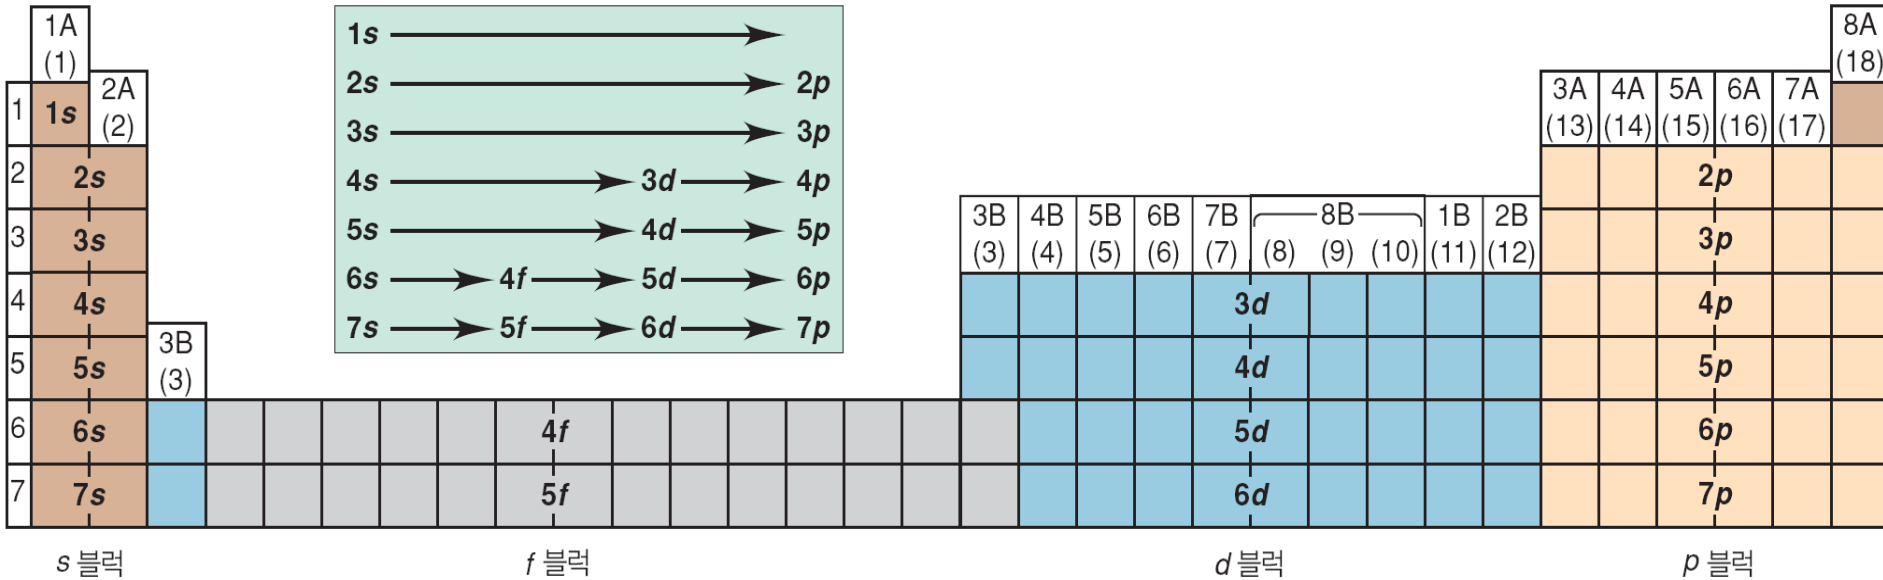 1A
(1)
2A
(2)
1s → 
2s → 2p
3s → 3p
4s → 3d → 4p
5s → 4d → 5p
6s → 4f → 5d → 6p
7s → 5f → 6d → 7p
8A
(18)
3A 4A 5A 6A 7A
(13) (14) (15) (16) (17)
3B 4B 5B 6B 7B 8B 1B 2B
(3) (4) (5) (6) (7) (8) (9) (10) (11) (12)
3B
(3)
1 1s
2 2s 2p
3 3s 3p
4 4s 3d 4p
5 5s 4d 5p
6 6s 4f 5d 6p
7 7s 5f 6d 7p
s 블럭 f 블럭 d 블럭 p 블럭